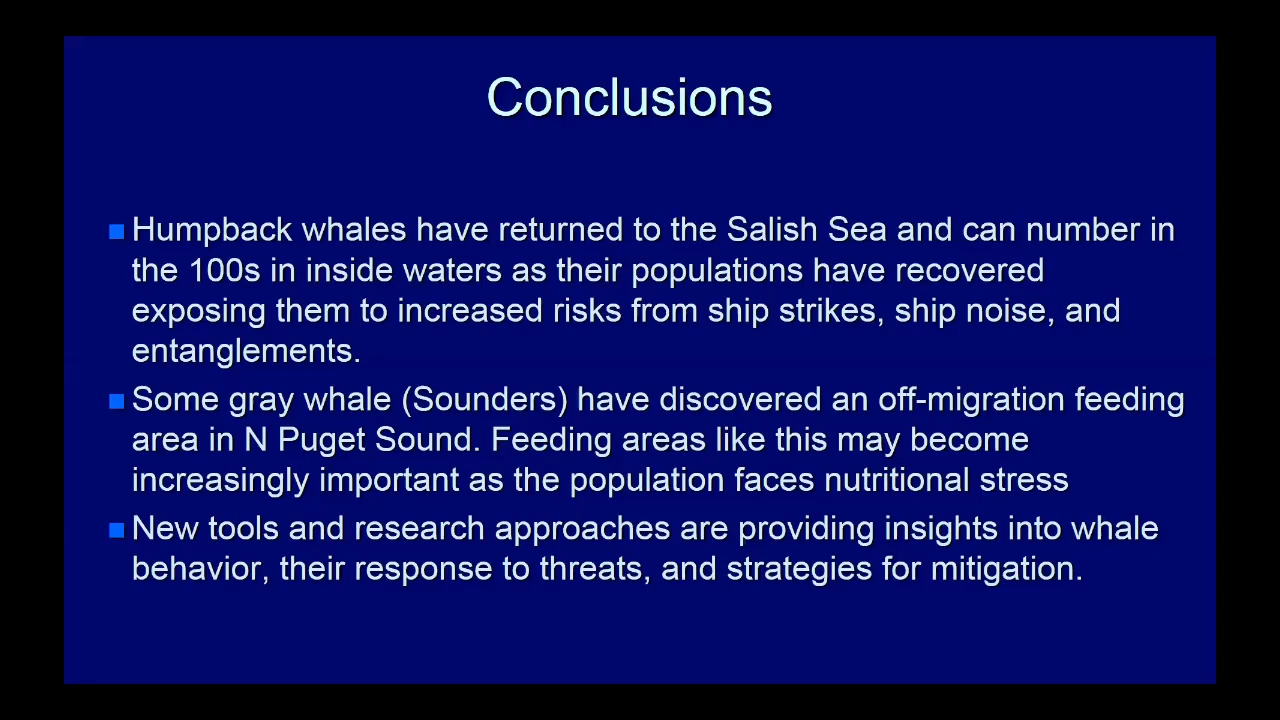 Conclusions
Humpback whales have returned to the Salish Sea and can number in
the 100s in inside waters as their populations have recovered
exposing them to increased risks from ship strikes, ship noise, and
entanglements.
Some gray whale (Sounders) have discovered an off-migration feeding
area in N Puget Sound. Feeding areas like this may become
increasingly important as the population faces nutritional stress
New tools and research approaches are providing insights into whale
behavior, their response to threats, and strategies for mitigation.